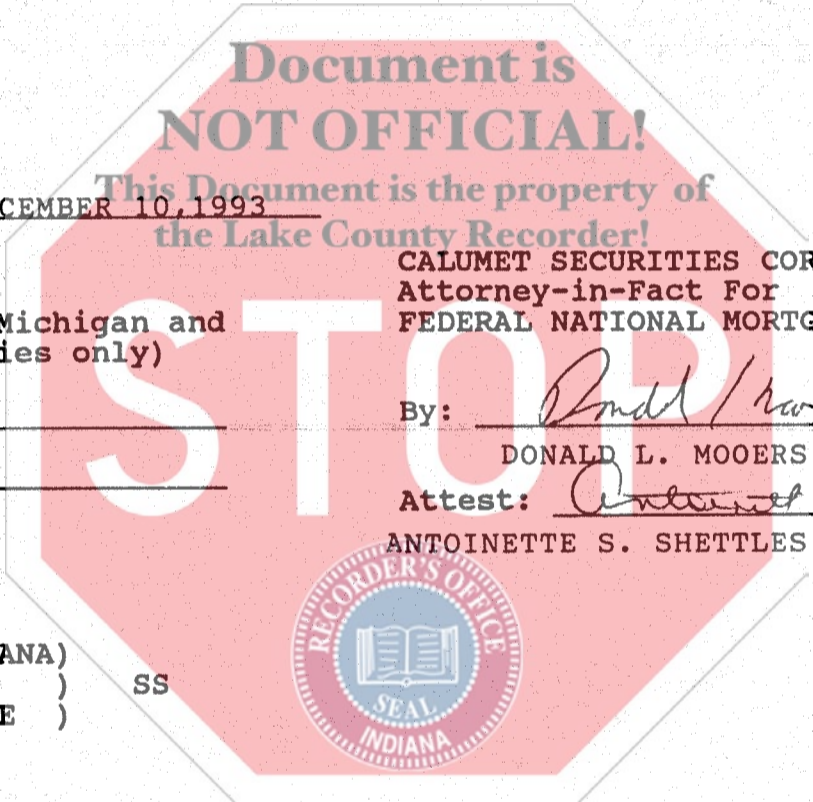 Document is
NOT OFFICIAL!
This Document is the property of
the Lake County Recorder!
CEMBER 10,1993
CALUMET SECURITIES COR
Attorney-in-Fact For
Michigan and
FEDERAL NATIONAL MORTG
ies only)
STOP
By: Donald
DONALD L. MOOERS
Attest: Antoinett
ANTOINETTE S. SHETTLES
ANA)
) SS
E )
RECORDER'S OFFICE
SEAL
INDIANA